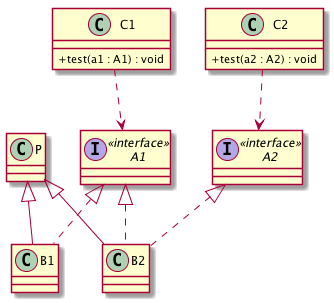 C C1
+test(a1 : A1) : void
C C2
+test(a2 : A2) : void
C P
I «interface»
A1
I «interface»
A2
C B1
C B2